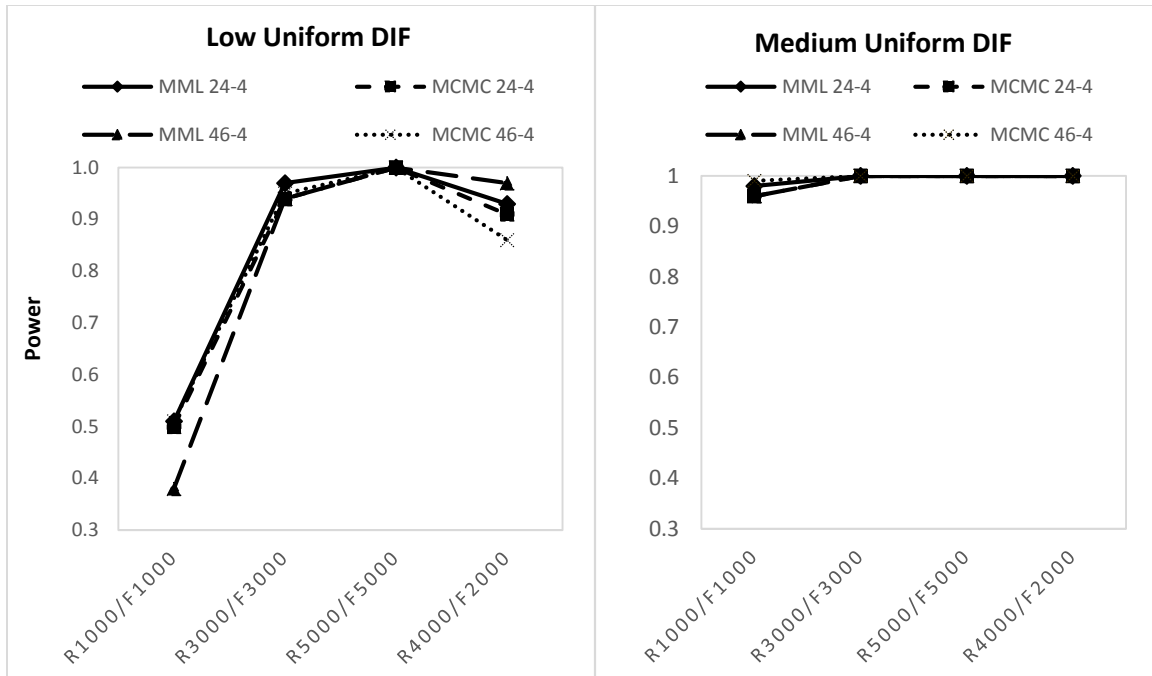 Low Uniform DIF
MML 24-4
MCMC 24-4
MML 46-4
MCMC 46-4
Power
1.0
0.9
0.8
0.7
0.6
0.5
0.4
0.3
R1000/F1000
R3000/F3000
R5000/F5000
R4000/F2000
Medium Uniform DIF
MML 24-4
MCMC 24-4
MML 46-4
MCMC 46-4
1
0.9
0.8
0.7
0.6
0.5
0.4
0.3
R1000/F1000
R3000/F3000
R5000/F5000
R4000/F2000